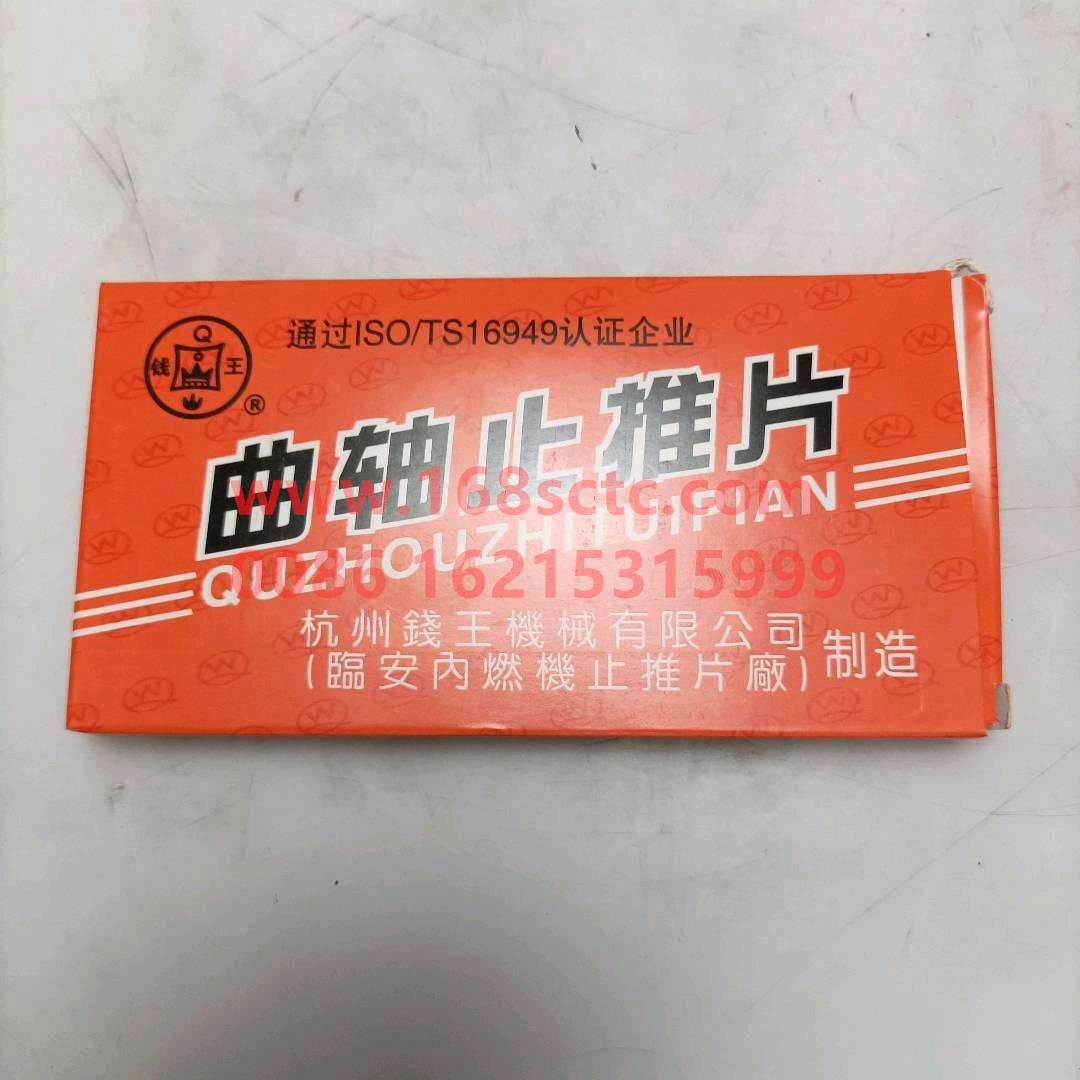 通过ISO/TS16949认证企业
Q
钱 王
®
曲轴止推片
www.168sctc.com
QUZHOUZHITUIPIAN
0086 16215315999
杭州錢王機械有限公司
(臨安內燃機止推片廠)
制造